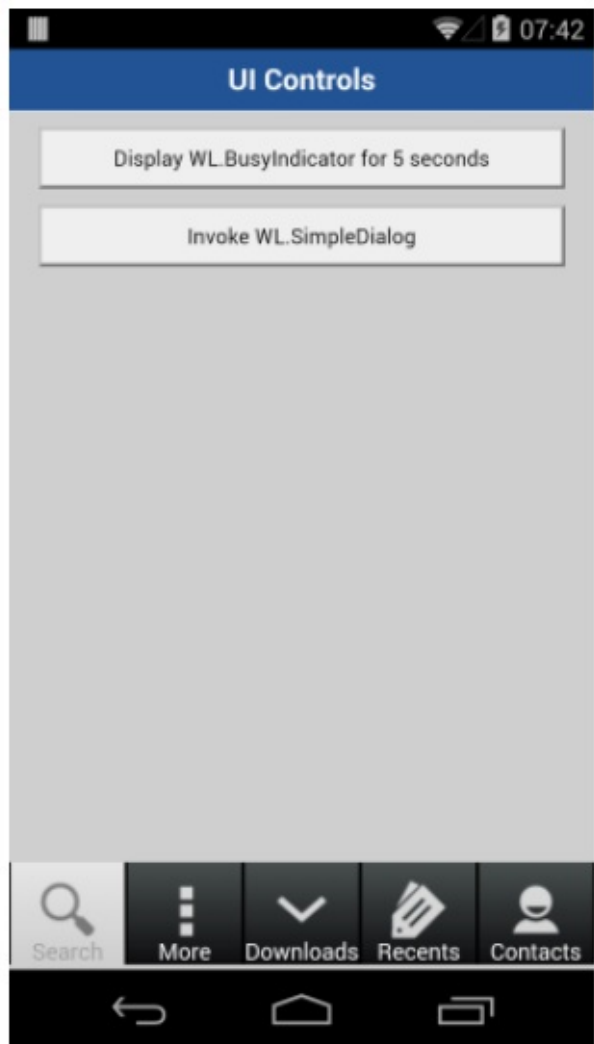 07:42
UI Controls
Display WL.BusyIndicator for 5 seconds
Invoke WL.SimpleDialog
Search More Downloads Recents Contacts